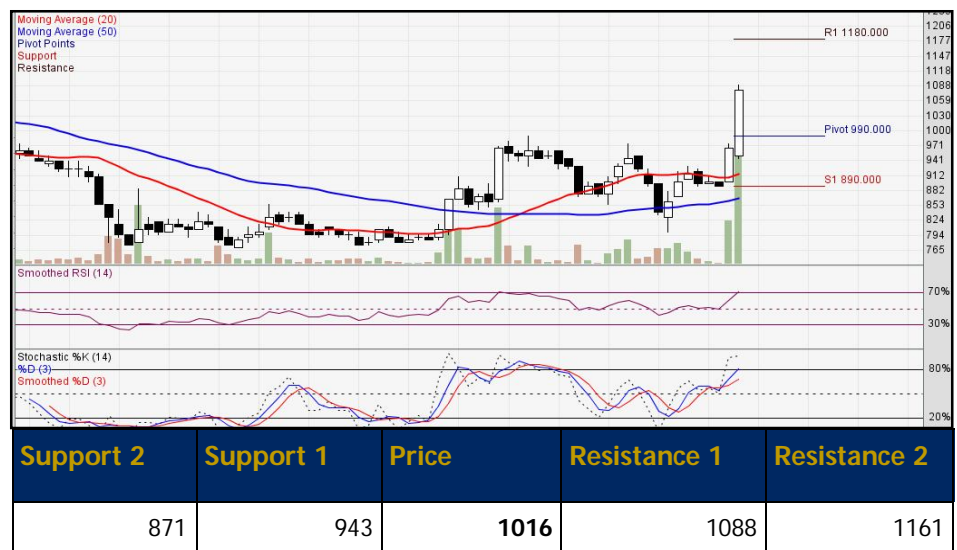 Moving Average (20)
Moving Average (50)
Pivot Points
Support
Resistance
R1 1180.000
Pivot 990.000
S1 890.000
1206
1177
1147
1118
1088
1059
1030
1000
971
941
912
882
853
824
794
765
Smoothed RSI (14)
70%
30%
Stochastic %K (14)
%D (3)
Smoothed %D (3)
80%
20%
Support 2 Support 1 Price Resistance 1 Resistance 2
871 943 1016 1088 1161